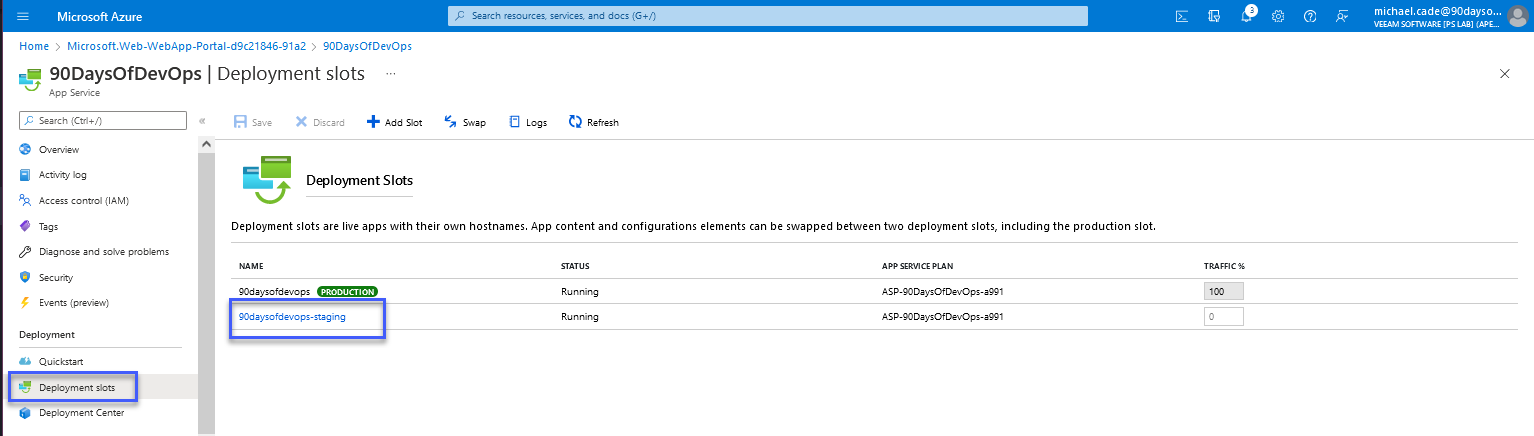 Microsoft Azure
Search resources, services, and docs (G+/)
3
michael.cade@90dayso...
VEEAM SOFTWARE [PS LAB] (APE...
Home > Microsoft.Web-WebApp-Portal-d9c21846-91a2 > 90DaysOfDevOps
90DaysOfDevOps | Deployment slots ...
App Service
Search (Ctrl+/)
«
Save
Discard
Add Slot
Swap
Logs
Refresh
Overview
Activity log
Access control (IAM)
Tags
Diagnose and solve problems
Security
Events (preview)
Deployment
Quickstart
Deployment slots
Deployment Center
Deployment Slots
Deployment slots are live apps with their own hostnames. App content and configurations elements can be swapped between two deployment slots, including the production slot.
NAME STATUS APP SERVICE PLAN TRAFFIC %
90daysofdevops PRODUCTION Running ASP-90DaysOfDevOps-a991 100
90daysofdevops-staging Running ASP-90DaysOfDevOps-a991 0